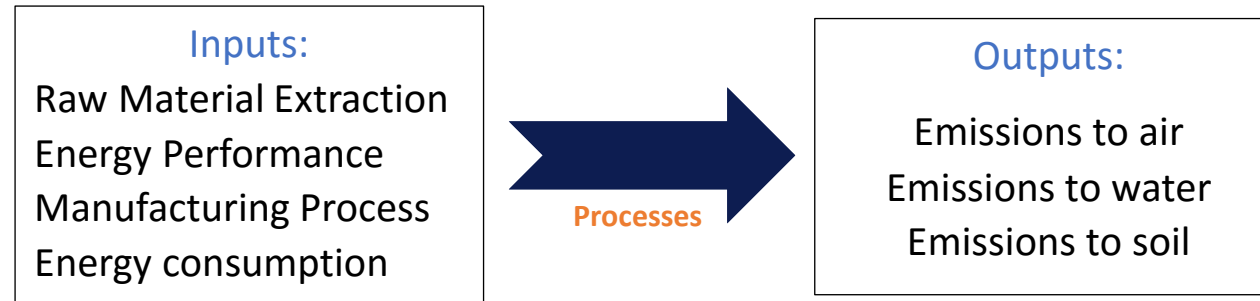 Inputs:
Raw Material Extraction
Energy Performance
Manufacturing Process
Energy consumption
Processes
Outputs:
Emissions to air
Emissions to water
Emissions to soil